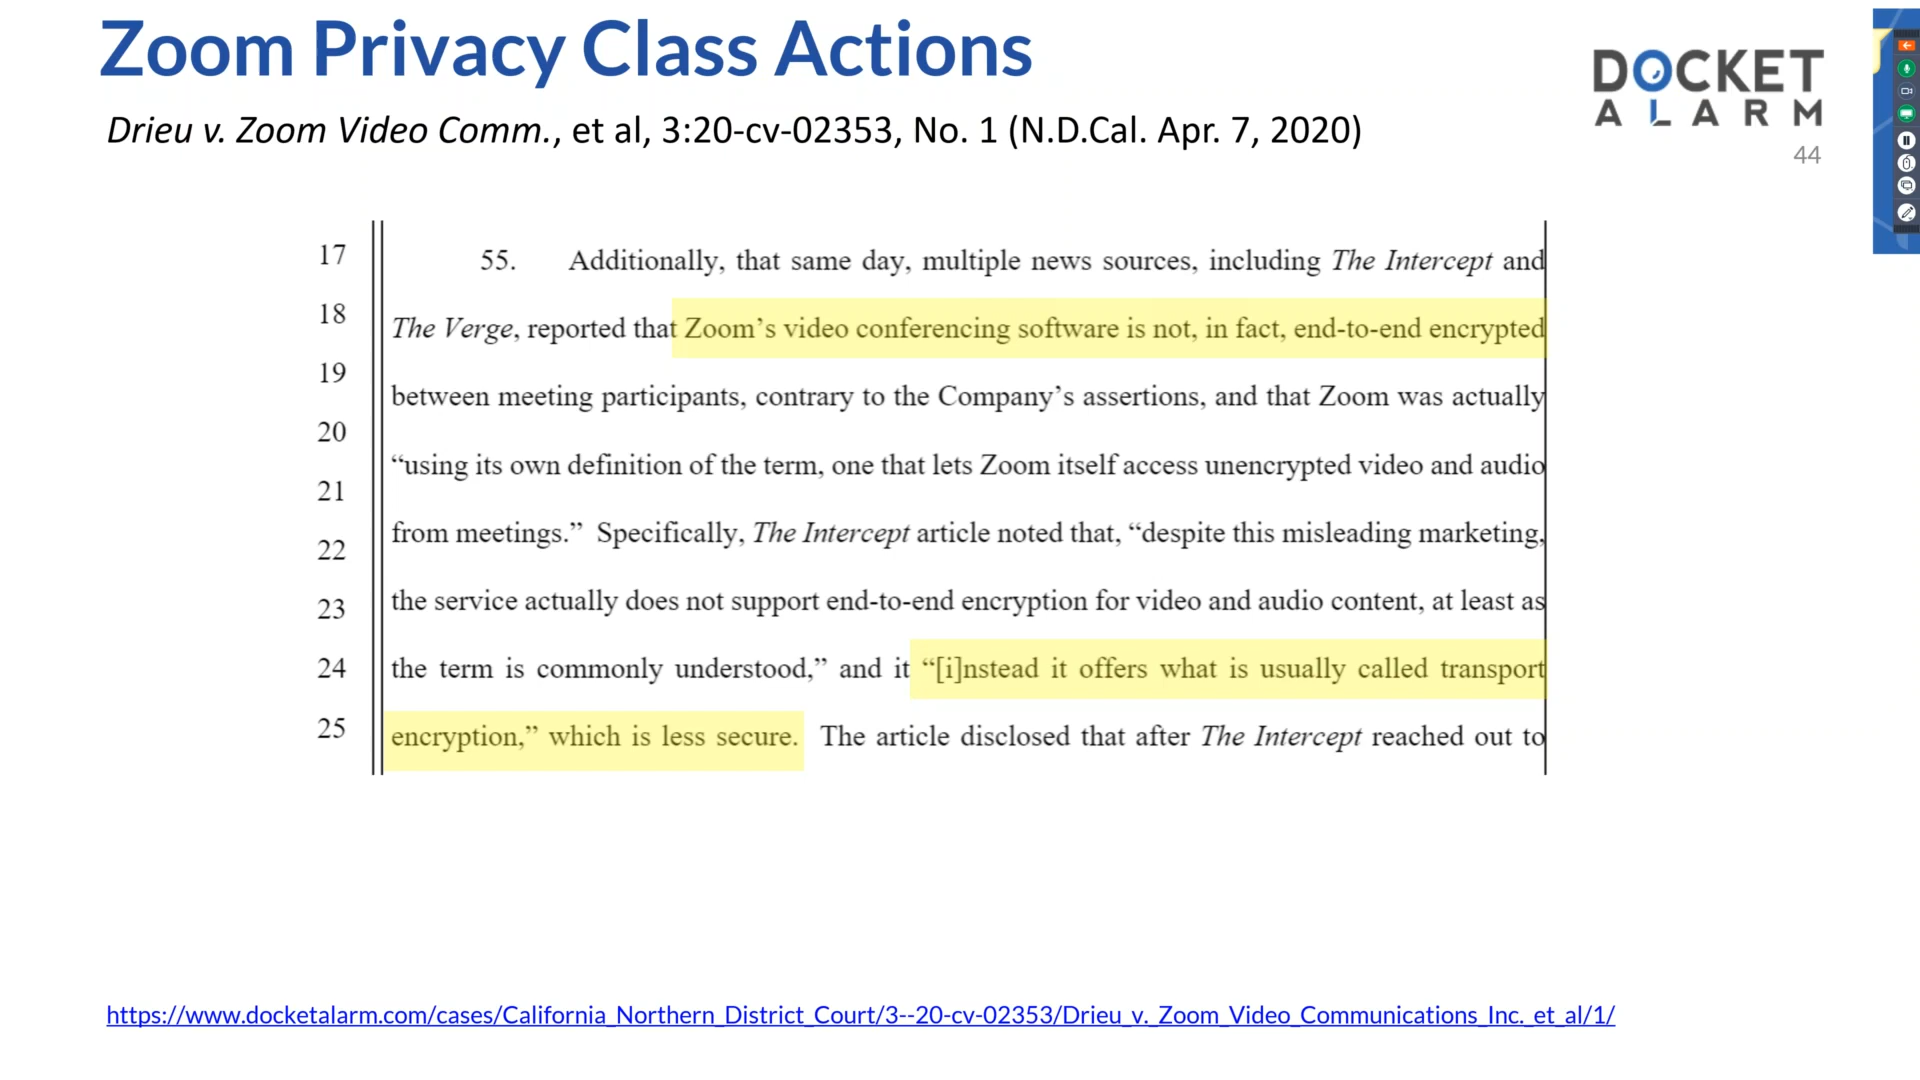 Zoom Privacy Class Actions
DOCKET
ALARM
Drieu v. Zoom Video Comm., et al, 3:20-cv-02353, No. 1 (N.D.Cal. Apr. 7, 2020)
44
17 55. Additionally, that same day, multiple news sources, including The Intercept and
18 The Verge, reported that Zoom’s video conferencing software is not, in fact, end-to-end encrypted
19 between meeting participants, contrary to the Company’s assertions, and that Zoom was actually
20 “using its own definition of the term, one that lets Zoom itself access unencrypted video and audio
21 from meetings.” Specifically, The Intercept article noted that, “despite this misleading marketing,
22 the service actually does not support end-to-end encryption for video and audio content, at least as
23 the term is commonly understood,” and it “[i]nstead it offers what is usually called transport
24 encryption,” which is less secure. The article disclosed that after The Intercept reached out to
25
https://www.docketalarm.com/cases/California_Northern_District_Court/3--20-cv-02353/Drieu_v._Zoom_Video_Communications_Inc._et_al/1/